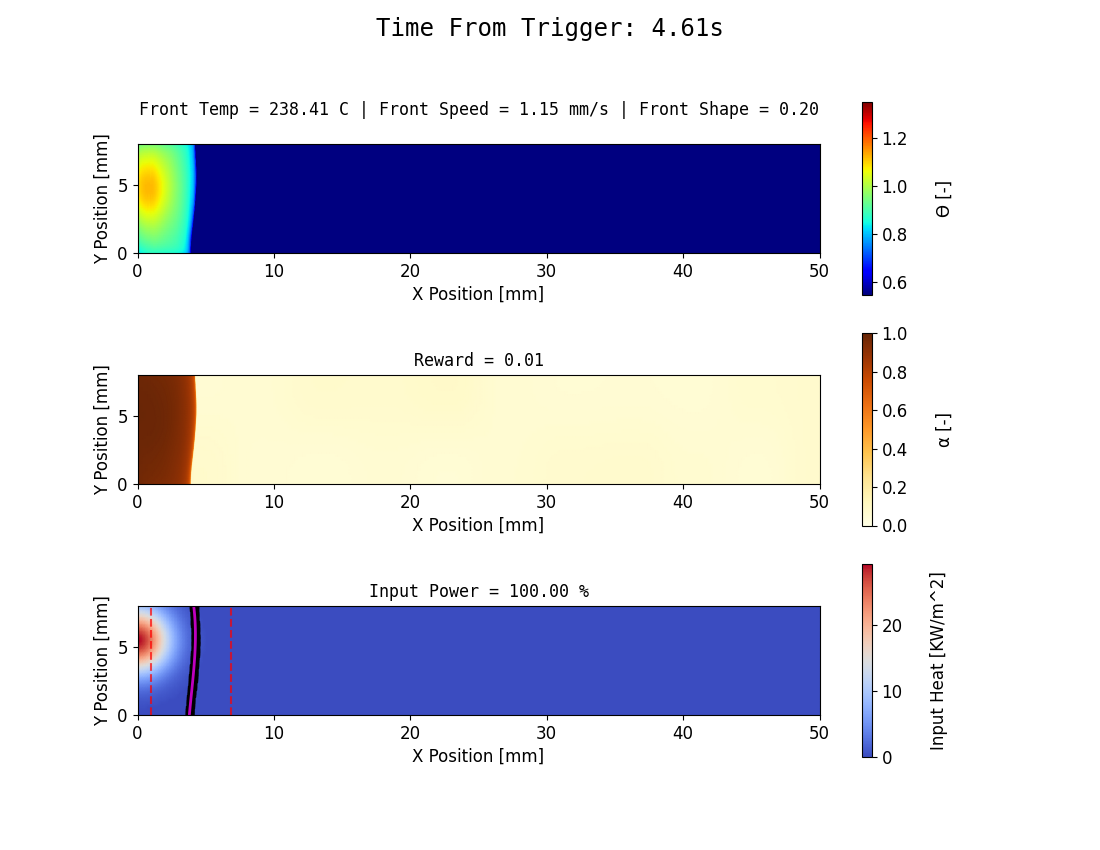 Time From Trigger: 4.61s
Front Temp = 238.41 C | Front Speed = 1.15 mm/s | Front Shape = 0.20
Y Position [mm]
5
0
0 10 20 30 40 50
X Position [mm]
1.2
1.0
0.8
0.6
Θ [-]
Reward = 0.01
Y Position [mm]
5
0
0 10 20 30 40 50
X Position [mm]
1.0
0.8
0.6
0.4
0.2
0.0
α [-]
Input Power = 100.00 %
Y Position [mm]
5
0
0 10 20 30 40 50
X Position [mm]
20
10
0
Input Heat [KW/m^2]